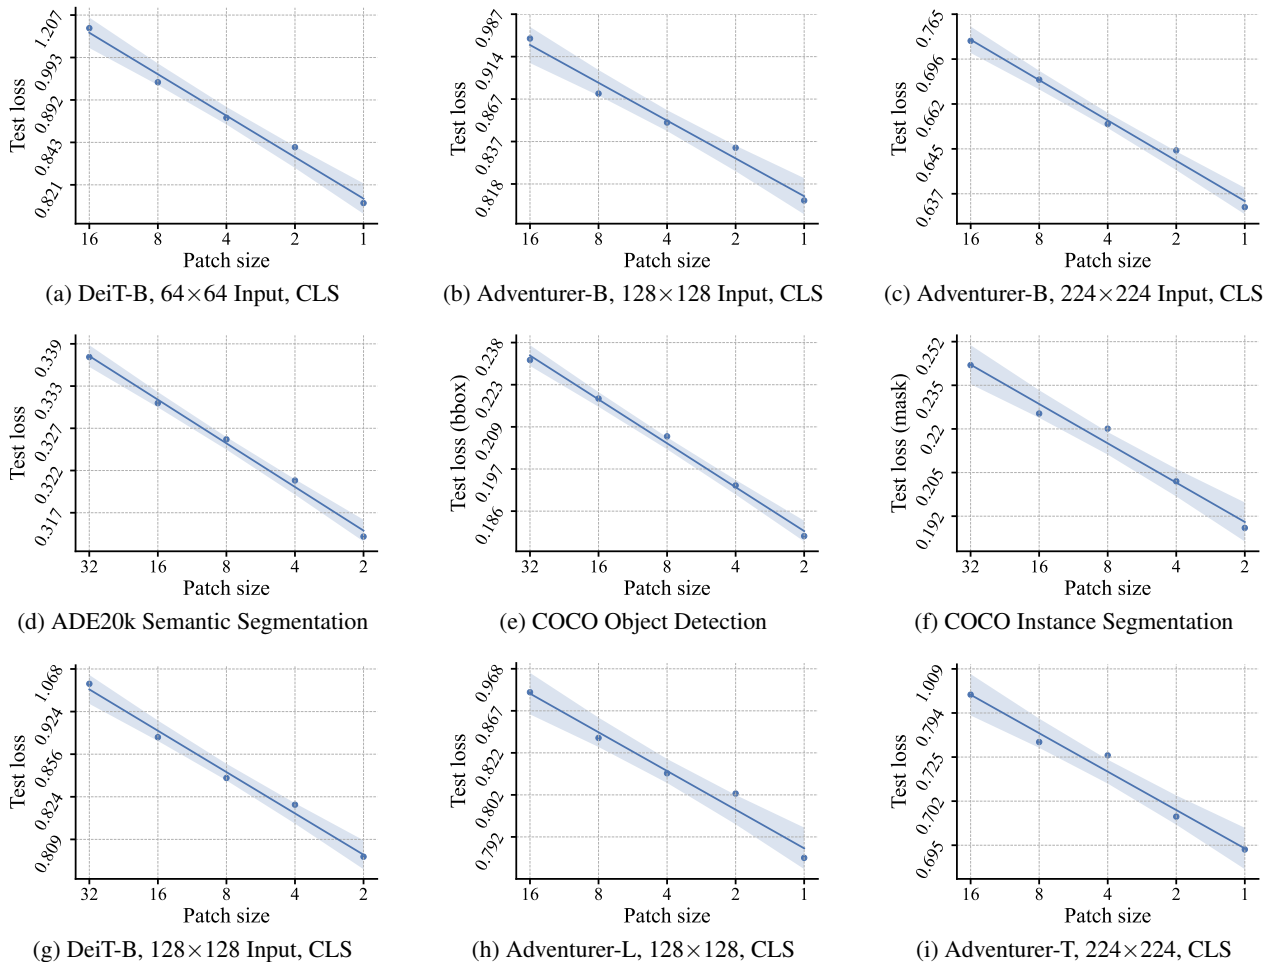 Test loss
1.207
0.993
0.892
0.843
0.821
16 8 4 2 1
Patch size
(a) DeiT-B, 64×64 Input, CLS
Test loss
0.987
0.914
0.867
0.837
0.818
16 8 4 2 1
Patch size
(b) Adventurer-B, 128×128 Input, CLS
Test loss
0.765
0.696
0.662
0.645
0.637
16 8 4 2 1
Patch size
(c) Adventurer-B, 224×224 Input, CLS
Test loss
0.339
0.333
0.327
0.322
0.317
32 16 8 4 2
Patch size
(d) ADE20k Semantic Segmentation
Test loss (bbox)
0.238
0.223
0.209
0.197
0.186
32 16 8 4 2
Patch size
(e) COCO Object Detection
Test loss (mask)
0.252
0.235
0.22
0.205
0.192
32 16 8 4 2
Patch size
(f) COCO Instance Segmentation
Test loss
1.068
0.924
0.856
0.824
0.809
32 16 8 4 2
Patch size
(g) DeiT-B, 128×128 Input, CLS
Test loss
0.968
0.867
0.822
0.802
0.792
16 8 4 2 1
Patch size
(h) Adventurer-L, 128×128, CLS
Test loss
1.009
0.794
0.725
0.702
0.695
16 8 4 2 1
Patch size
(i) Adventurer-T, 224×224, CLS